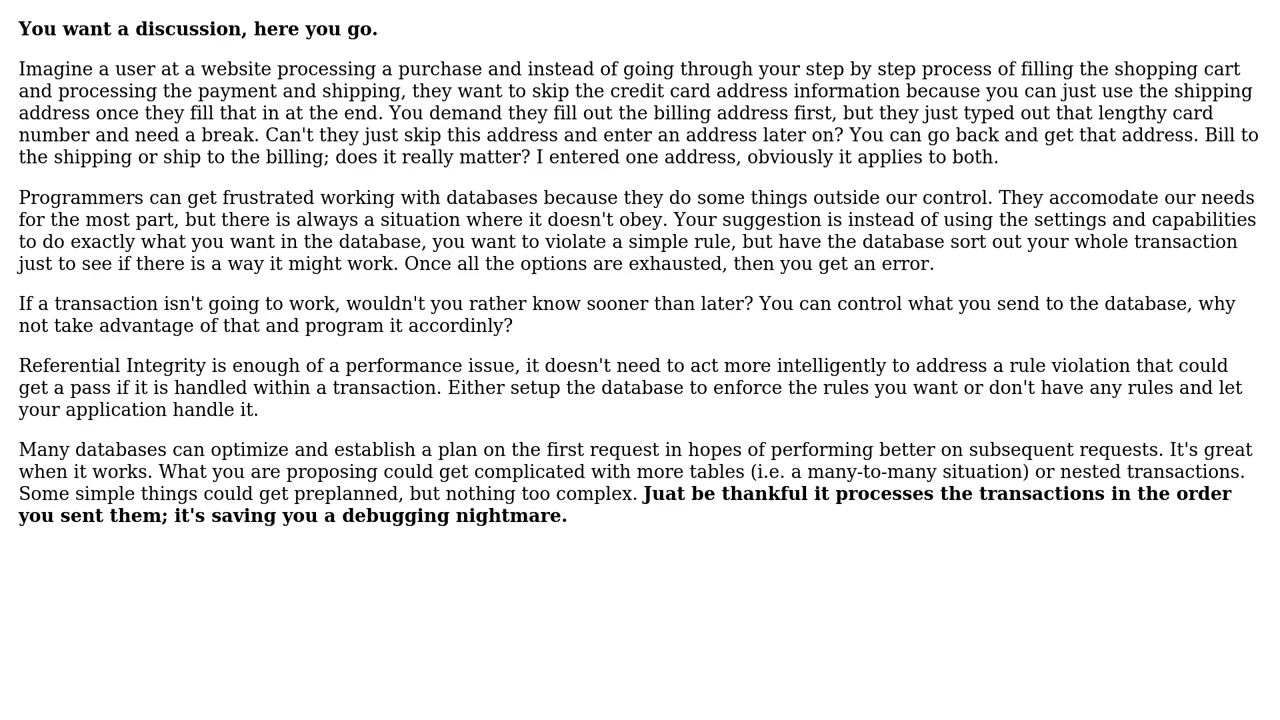 You want a discussion, here you go.
Imagine a user at a website processing a purchase and instead of going through your step by step process of filling the shopping cart
and processing the payment and shipping, they want to skip the credit card address information because you can just use the shipping
address once they fill that in at the end. You demand they fill out the billing address first, but they just typed out that lengthy card
number and need a break. Can't they just skip this address and enter an address later on? You can go back and get that address. Bill to
the shipping or ship to the billing; does it really matter? I entered one address, obviously it applies to both.
Programmers can get frustrated working with databases because they do some things outside our control. They accomodate our needs
for the most part, but there is always a situation where it doesn't obey. Your suggestion is instead of using the settings and capabilities
to do exactly what you want in the database, you want to violate a simple rule, but have the database sort out your whole transaction
just to see if there is a way it might work. Once all the options are exhausted, then you get an error.
If a transaction isn't going to work, wouldn't you rather know sooner than later? You can control what you send to the database, why
not take advantage of that and program it accordinly?
Referential Integrity is enough of a performance issue, it doesn't need to act more intelligently to address a rule violation that could
get a pass if it is handled within a transaction. Either setup the database to enforce the rules you want or don't have any rules and let
your application handle it.
Many databases can optimize and establish a plan on the first request in hopes of performing better on subsequent requests. It's great
when it works. What you are proposing could get complicated with more tables (i.e. a many-to-many situation) or nested transactions.
Some simple things could get preplanned, but nothing too complex. Juat be thankful it processes the transactions in the order
you sent them; it's saving you a debugging nightmare.